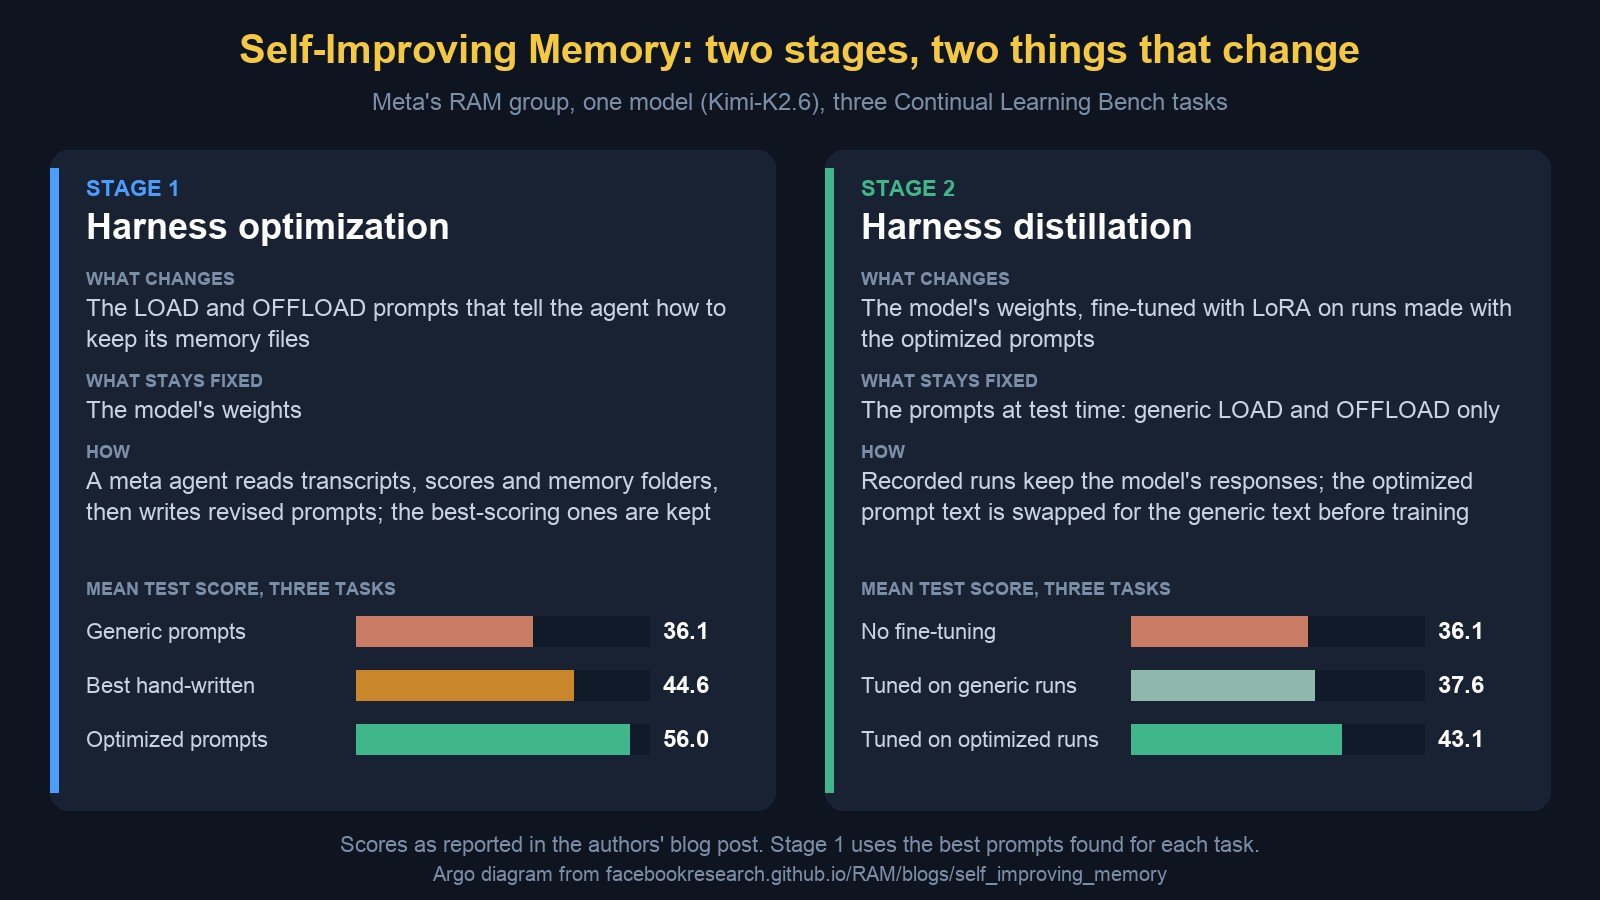 Self-Improving Memory: two stages, two things that change
Meta's RAM group, one model (Kimi-K2.6), three Continual Learning Bench tasks
STAGE 1
Harness optimization
WHAT CHANGES
The LOAD and OFFLOAD prompts that tell the agent how to
keep its memory files
WHAT STAYS FIXED
The model's weights
HOW
A meta agent reads transcripts, scores and memory folders,
then writes revised prompts; the best-scoring ones are kept
MEAN TEST SCORE, THREE TASKS
Generic prompts 36.1
Best hand-written 44.6
Optimized prompts 56.0
STAGE 2
Harness distillation
WHAT CHANGES
The model's weights, fine-tuned with LoRA on runs made with
the optimized prompts
WHAT STAYS FIXED
The prompts at test time: generic LOAD and OFFLOAD only
HOW
Recorded runs keep the model's responses; the optimized
prompt text is swapped for the generic text before training
MEAN TEST SCORE, THREE TASKS
No fine-tuning 36.1
Tuned on generic runs 37.6
Tuned on optimized runs 43.1
Scores as reported in the authors' blog post. Stage 1 uses the best prompts found for each task.
Argo diagram from facebookresearch.github.io/RAM/blogs/self_improving_memory